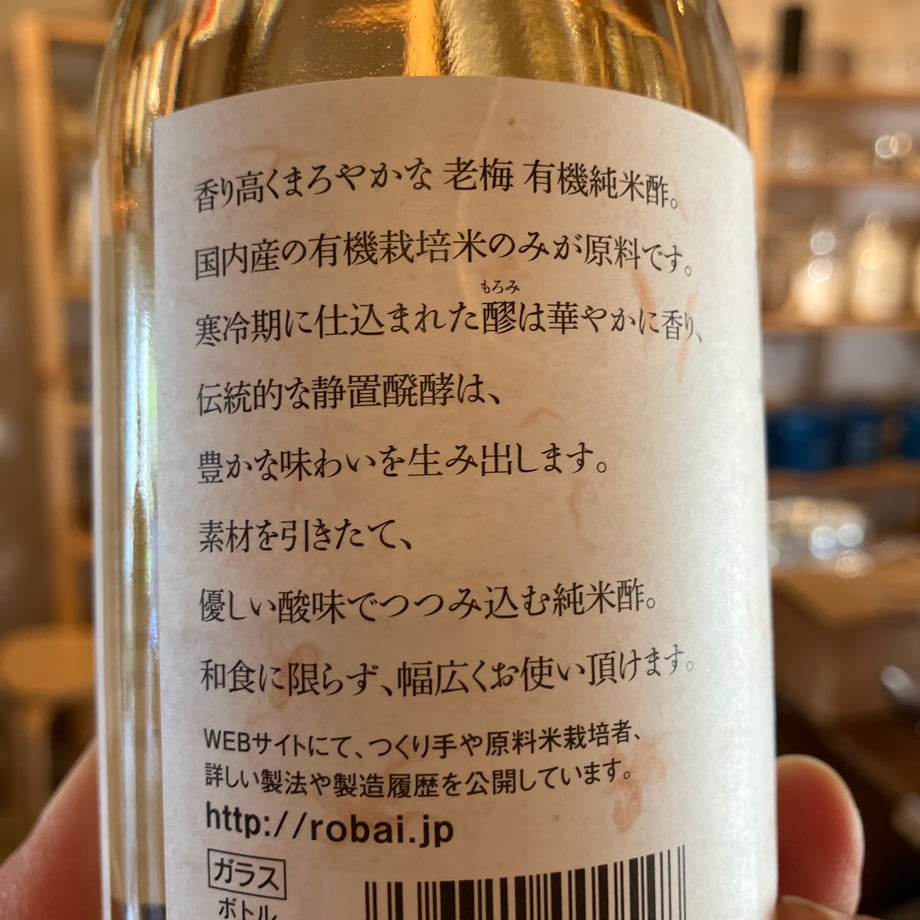 香り高くまろやかな 老梅 有機純米酢。
国内産の有機栽培米のみが原料です。
もろみ
寒冷期に仕込まれた醪は華やかに香り、
伝統的な静置醗酵は、
豊かな味わいを生み出します。
素材を引きたて、
優しい酸味でつつみ込む純米酢。
和食に限らず、幅広くお使い頂けます。
WEBサイトにて、つくり手や原料米栽培者、
詳しい製法や製造履歴を公開しています。
http://robai.jp
ガラス
ボトル